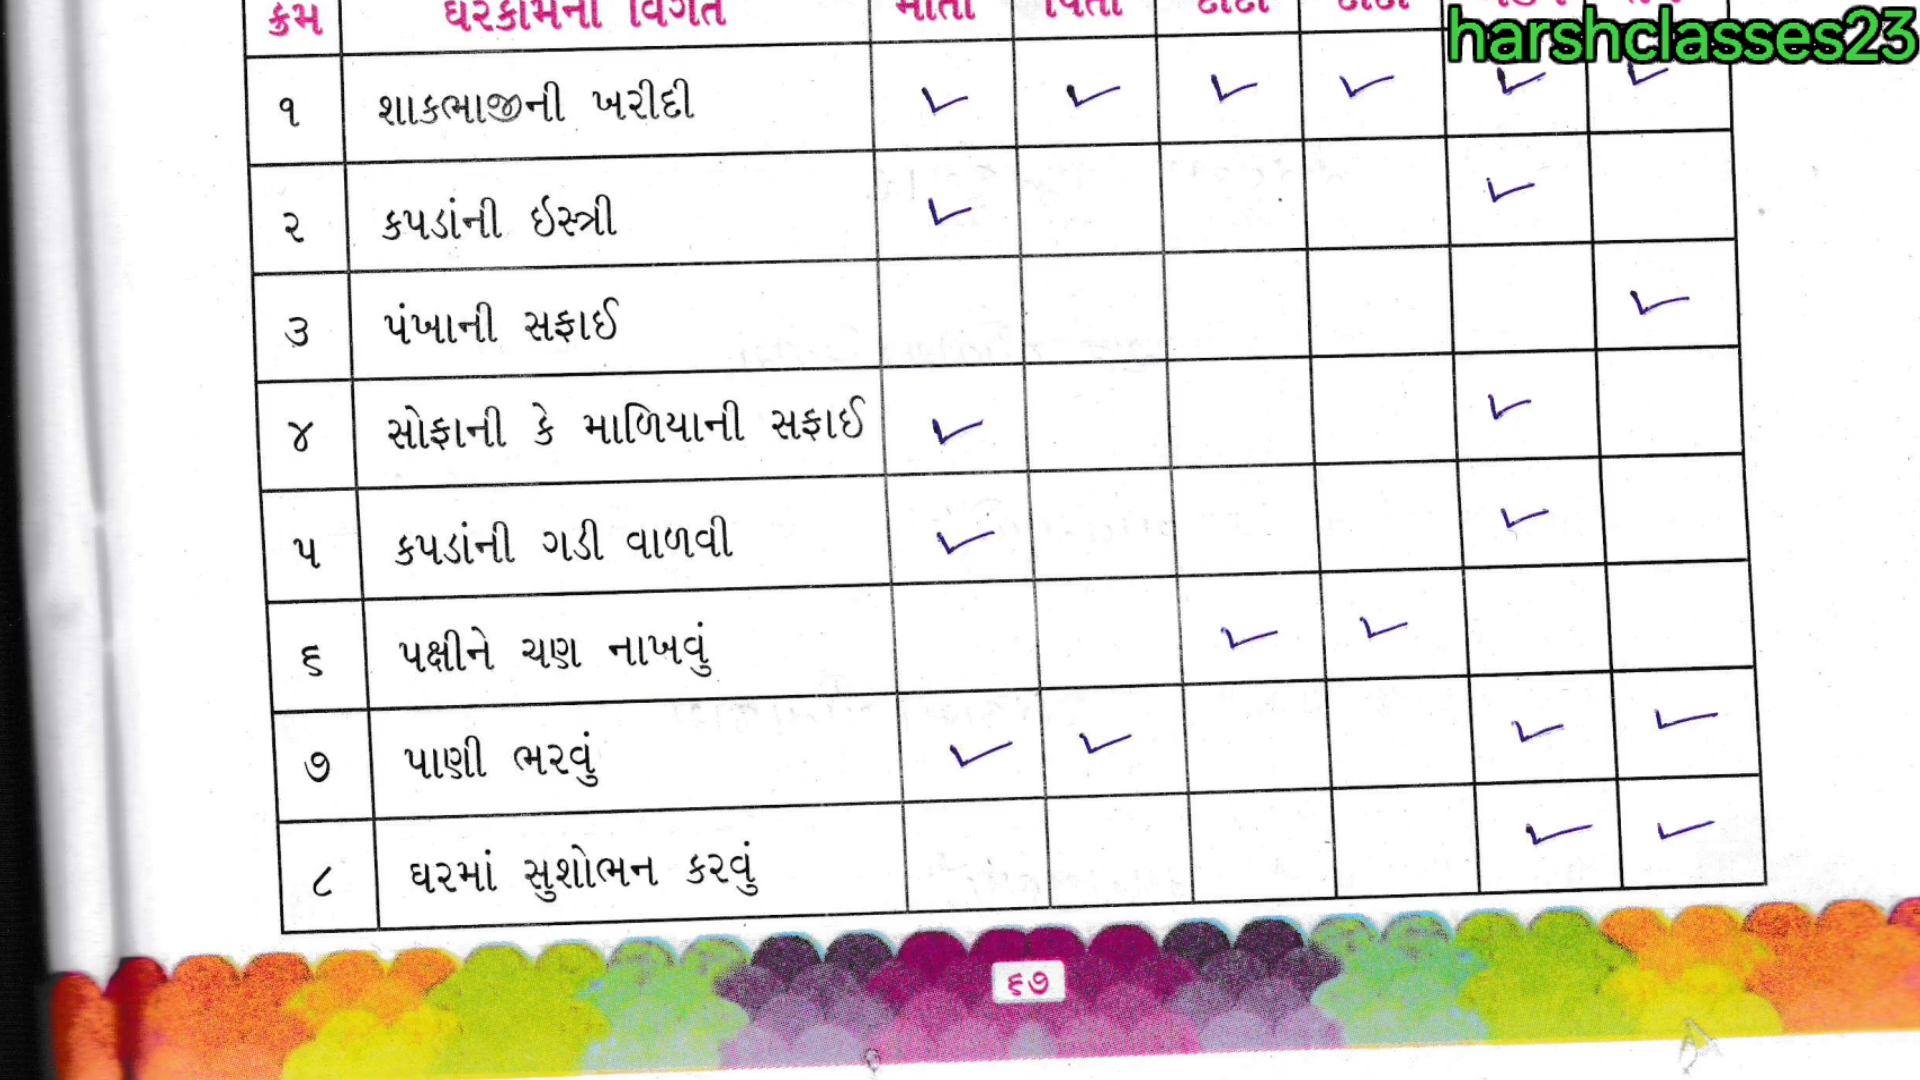 ક્રમ ઘરકામની વિગત માતા પિતા
harshclasses23
૧ શાકભાજીની ખરીદી ✓ ✓ ✓ ✓ ✓ ✓
૨ કપડાંની ઇસ્ત્રી ✓ ✓
૩ પંખાની સફાઈ ✓
૪ સોફાની કે માળિયાની સફાઈ ✓ ✓
૫ કપડાંની ગડી વાળવી ✓ ✓
૬ પક્ષીને ચણ નાખવું ✓ ✓
૭ પાણી ભરવું ✓ ✓ ✓ ✓
૮ ઘરમાં સુશોભન કરવું ✓ ✓
૬૭